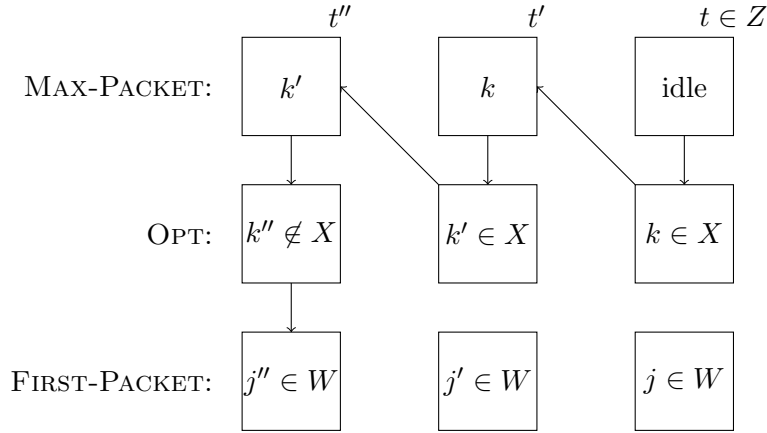 t″ t′ t ∈ Z
MAX-PACKET: k′ k idle
OPT: k″ ∉ X k′ ∈ X k ∈ X
FIRST-PACKET: j″ ∈ W j′ ∈ W j ∈ W